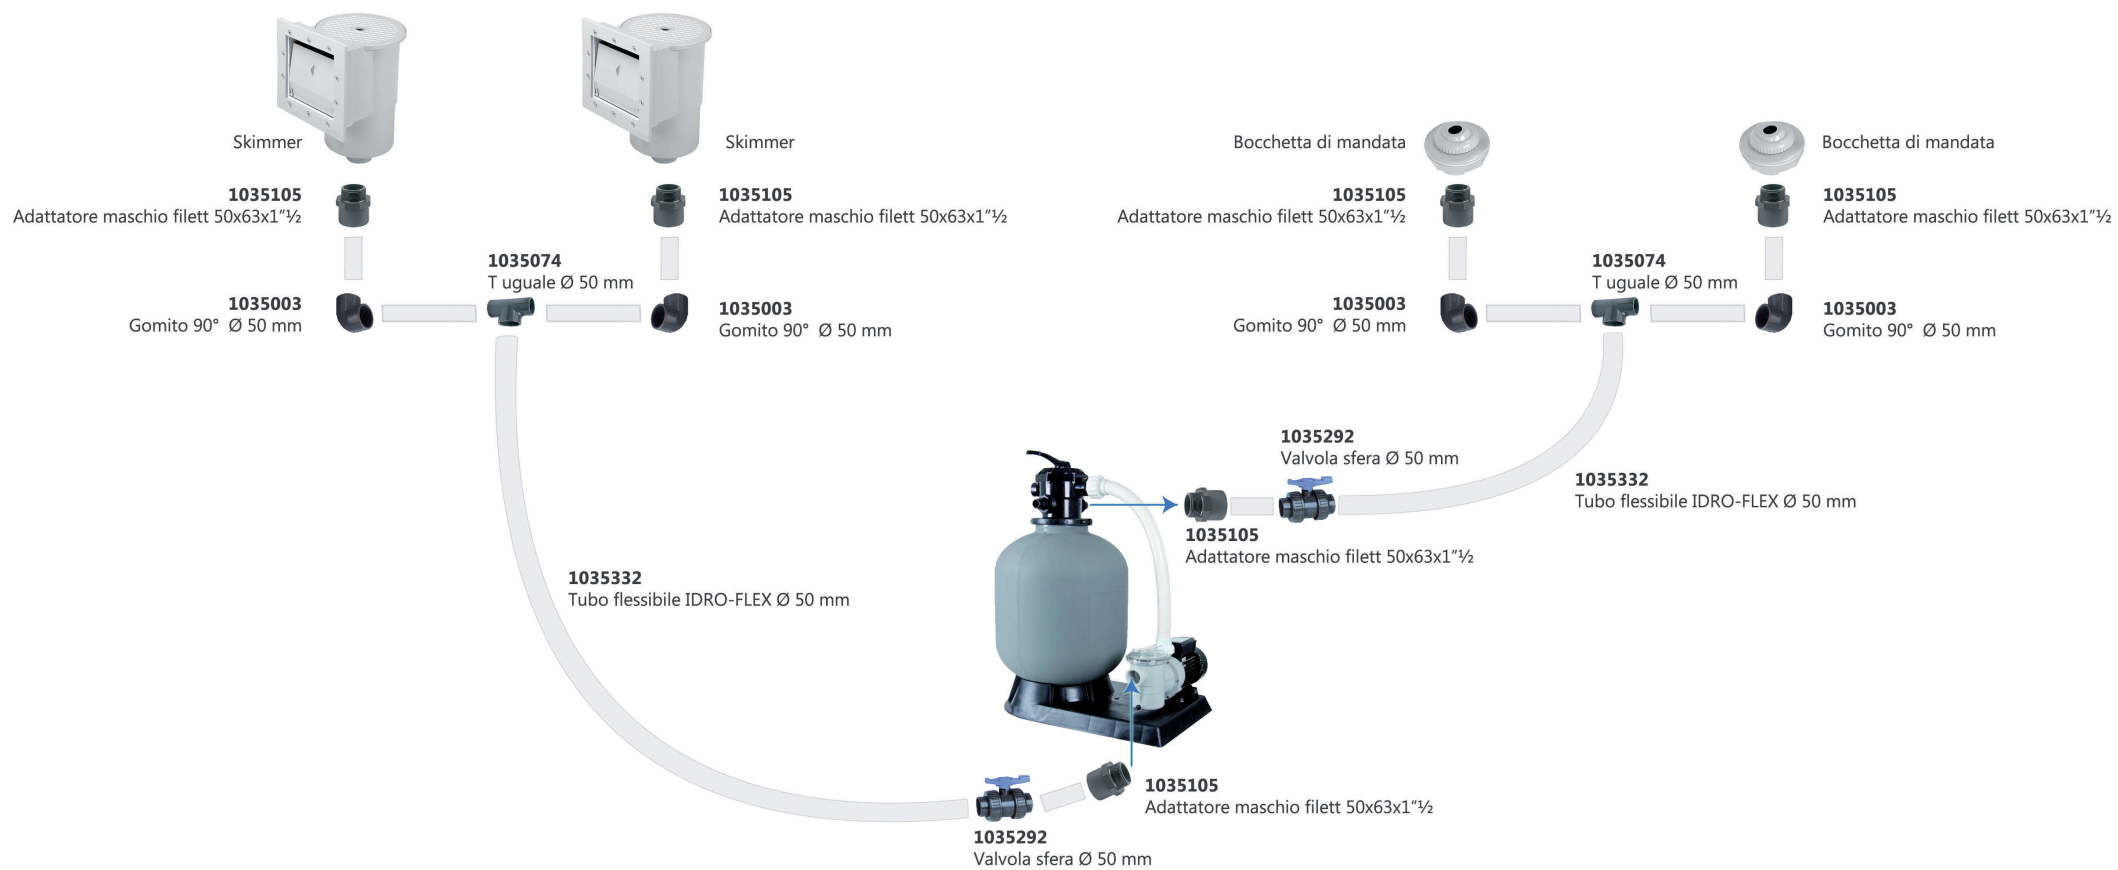 Skimmer
Skimmer
Bocchetta di mandata
Bocchetta di mandata
1035105
Adattatore maschio filett 50x63x1"½
1035105
Adattatore maschio filett 50x63x1"½
1035105
Adattatore maschio filett 50x63x1"½
1035105
Adattatore maschio filett 50x63x1"½
1035074
T uguale Ø 50 mm
1035074
T uguale Ø 50 mm
1035003
Gomito 90° Ø 50 mm
1035003
Gomito 90° Ø 50 mm
1035003
Gomito 90° Ø 50 mm
1035003
Gomito 90° Ø 50 mm
1035292
Valvola sfera Ø 50 mm
1035332
Tubo flessibile IDRO-FLEX Ø 50 mm
1035105
Adattatore maschio filett 50x63x1"½
1035332
Tubo flessibile IDRO-FLEX Ø 50 mm
1035105
Adattatore maschio filett 50x63x1"½
1035292
Valvola sfera Ø 50 mm